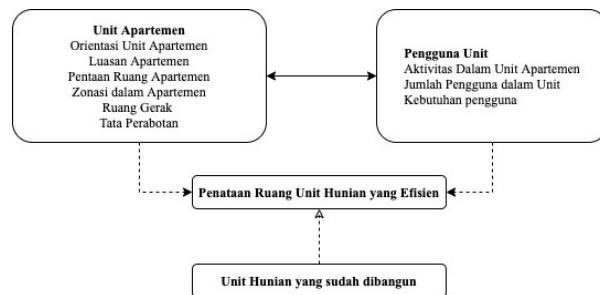 Unit Apartemen
Orientasi Unit Apartemen
Luasan Apartemen
Pentaan Ruang Apartemen
Zonasi dalam Apartemen
Ruang Gerak
Tata Perabotan
Pengguna Unit
Aktivitas Dalam Unit Apartemen
Jumlah Pengguna dalam Unit
Kebutuhan pengguna
Penataan Ruang Unit Hunian yang Efisien
Unit Hunian yang sudah dibangun